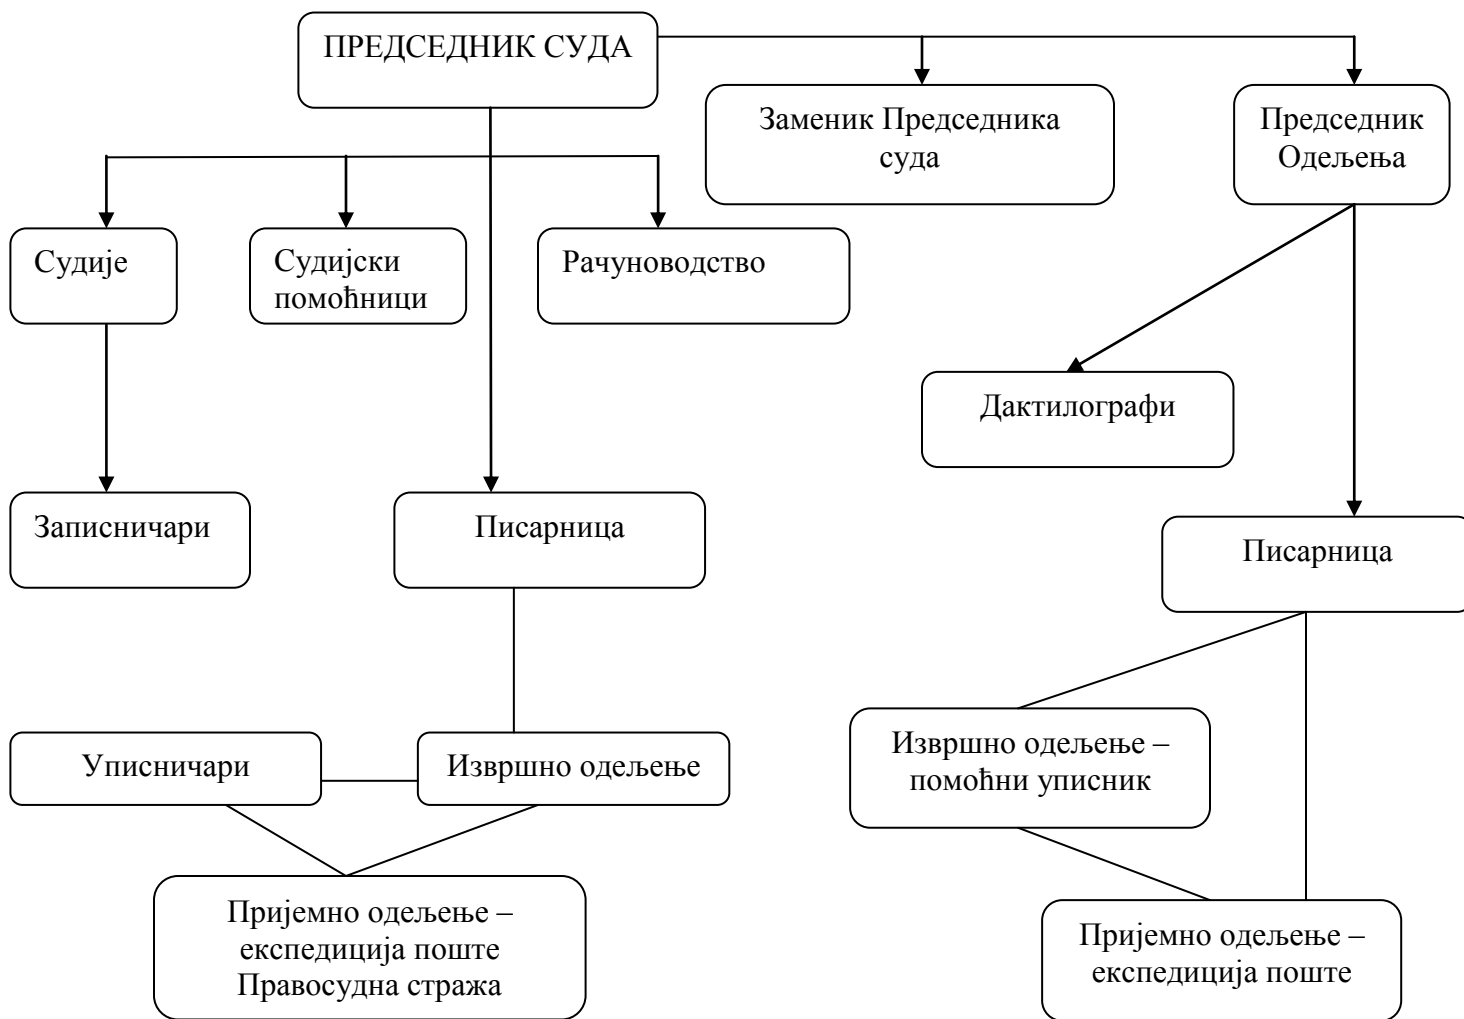 ПРЕДСЕДНИК СУДА
Заменик Председника
суда
Председник
Одељења
Судије
Судијски
помоћници
Рачуноводство
Дактилографи
Записничари
Писарница
Писарница
Уписничари
Извршно одељење
Извршно одељење –
помоћни уписник
Пријемно одељење –
експедиција поште
Правосудна стража
Пријемно одељење –
експедиција поште